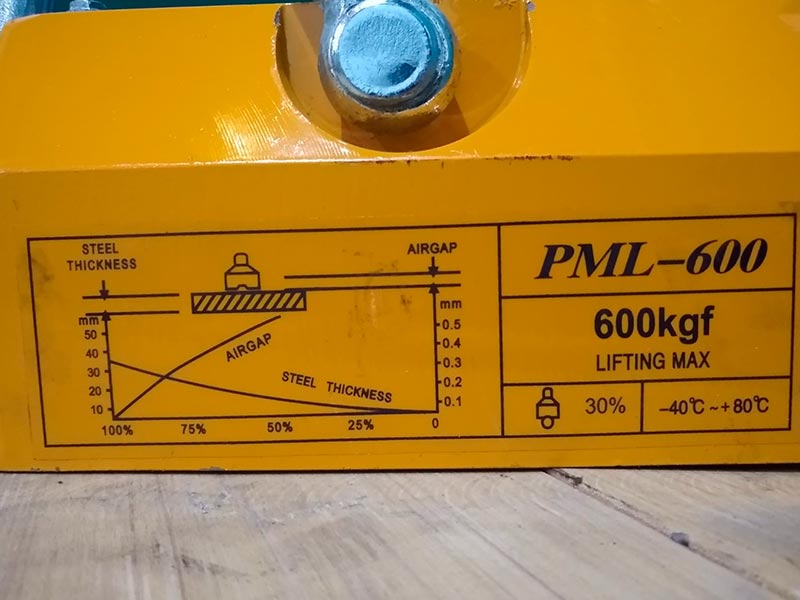 STEEL
THICKNESS
AIRGAP
mm
50
40
30
20
10
mm
0.5
0.4
0.3
0.2
0.1
AIRGAP
STEEL THICKNESS
100% 75% 50% 25% 0
PML-600
600kgf
LIFTING MAX
30%
-40℃ ~ +80℃